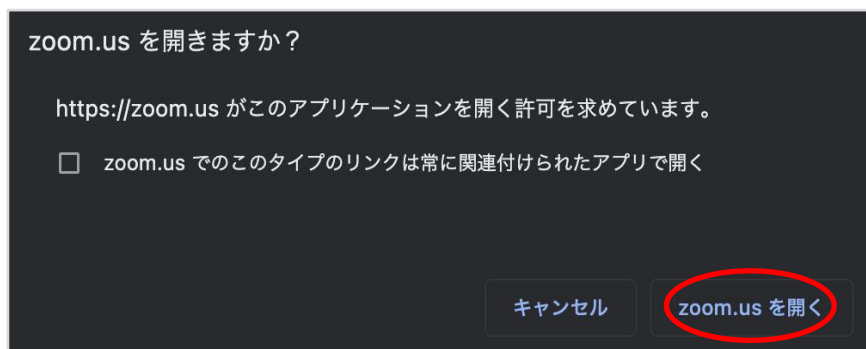 zoom.us を開きますか？
https://zoom.us がこのアプリケーションを開く許可を求めています。
zoom.us でのこのタイプのリンクは常に関連付けられたアプリで開く
キャンセル
zoom.us を開く